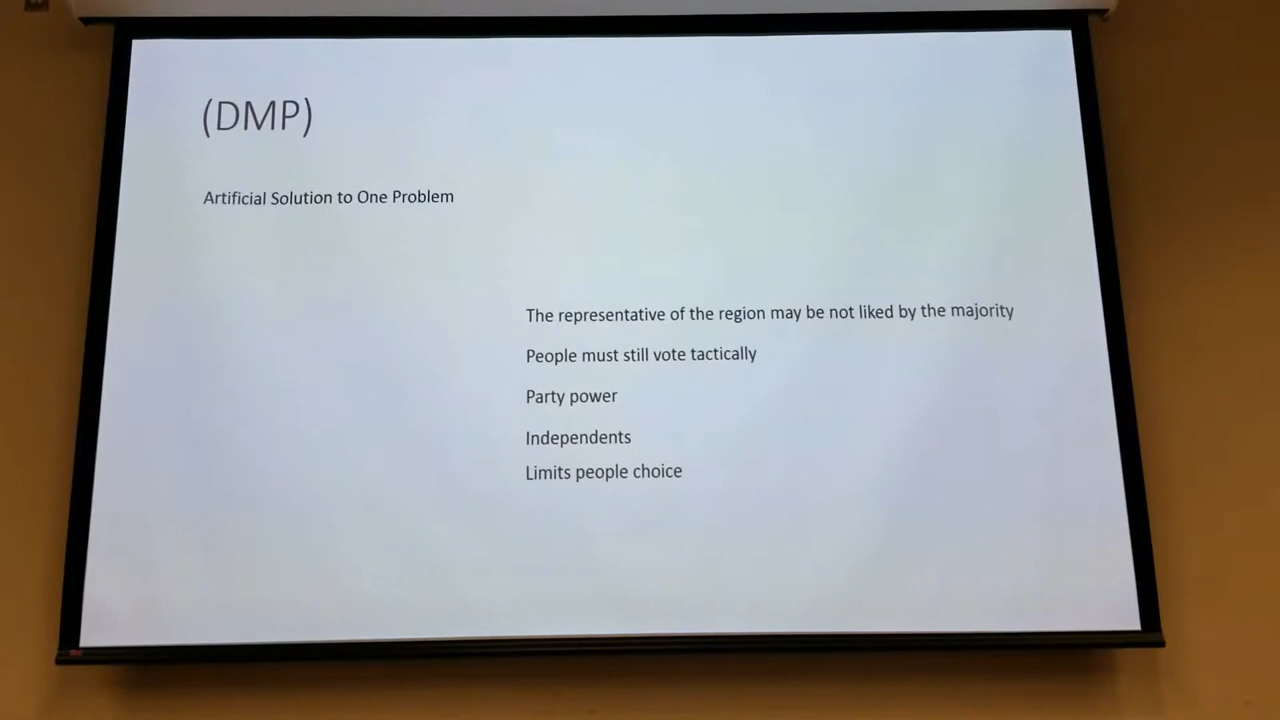 (DMP)
Artificial Solution to One Problem
The representative of the region may be not liked by the majority
People must still vote tactically
Party power
Independents
Limits people choice